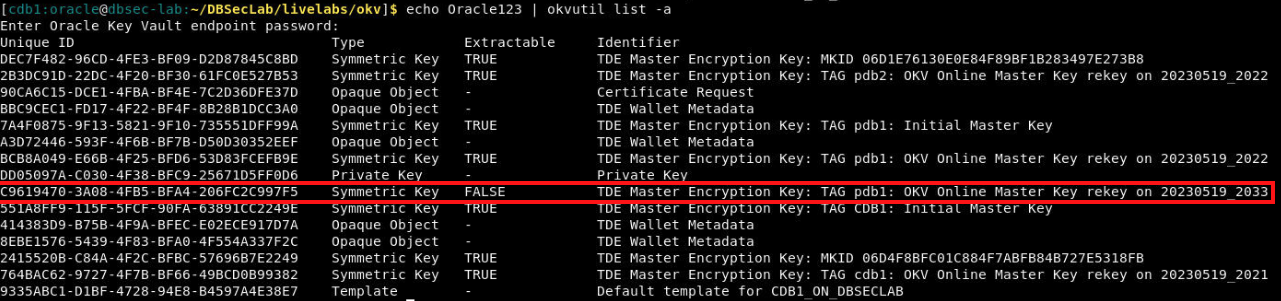 [cdb1:oracle@dbsec-lab:~/DBSecLab/livelabs/okv]$ echo Oracle123 | okvutil list -a
Enter Oracle Key Vault endpoint password:
Unique ID Type Extractable Identifier
DEC7F482-96CD-4FE3-BF09-D2D87845C8BD Symmetric Key TRUE TDE Master Encryption Key: MKID 06D1E76130E0E84F89BF1B283497E273B8
2B3DC91D-22DC-4F20-BF30-61FC0E527B53 Symmetric Key TRUE TDE Master Encryption Key: TAG pdb2: OKV Online Master Key rekey on 20230519_2022
90CA6C15-DCE1-4FBA-BF4E-7C2D36DFE37D Opaque Object - Certificate Request
BBC9CEC1-FD17-4F22-BF4F-8B28B1DCC3A0 Opaque Object - TDE Wallet Metadata
7A4F0875-9F13-5821-9F10-735551DFF99A Symmetric Key TRUE TDE Master Encryption Key: TAG pdb1: Initial Master Key
A3D72446-593F-4F6B-BF7B-D50D30352EEF Opaque Object - TDE Wallet Metadata
BCB8A049-E66B-4F25-BFD6-53D83FCEFB9E Symmetric Key TRUE TDE Master Encryption Key: TAG pdb1: OKV Online Master Key rekey on 20230519_2022
DD05097A-C030-4F38-BFC9-25671D5FF0D6 Private Key - Private Key
C9619470-3A08-4FB5-BFA4-206FC2C997F5 Symmetric Key FALSE TDE Master Encryption Key: TAG pdb1: OKV Online Master Key rekey on 20230519_2033
551A8FF9-115F-5FCF-90FA-63891CC2249E Symmetric Key TRUE TDE Master Encryption Key: TAG CDB1: Initial Master Key
414383D9-B75B-4F9A-BFEC-E02ECE917D7A Opaque Object - TDE Wallet Metadata
8EBE1576-5439-4F83-BFA0-4F554A337F2C Opaque Object - TDE Wallet Metadata
2415520B-C84A-4F2C-BFBC-57696B7E2249 Symmetric Key TRUE TDE Master Encryption Key: MKID 06D4F8BFC01C884F7ABFB84B727E5318FB
764BAC62-9727-4F7B-BF66-49BCD0B99382 Symmetric Key TRUE TDE Master Encryption Key: TAG cdb1: OKV Online Master Key rekey on 20230519_2021
9335ABC1-D1BF-4728-94E8-B4597A4E38E7 Template - Default template for CDB1_ON_DBSECLAB